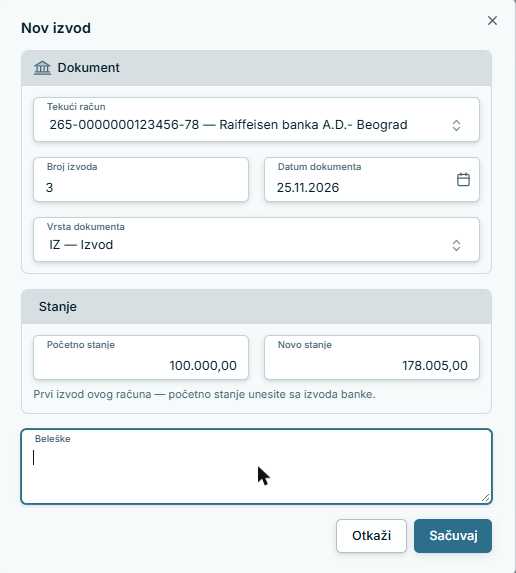 Nov izvod
Dokument
Tekući račun
265-0000000123456-78 — Raiffeisen banka A.D.- Beograd
Broj izvoda
3
Datum dokumenta
25.11.2026
Vrsta dokumenta
IZ — Izvod
Stanje
Početno stanje
100.000,00
Novo stanje
178.005,00
Prvi izvod ovog računa — početno stanje unesite sa izvoda banke.
Beleške
Otkaži
Sačuvaj